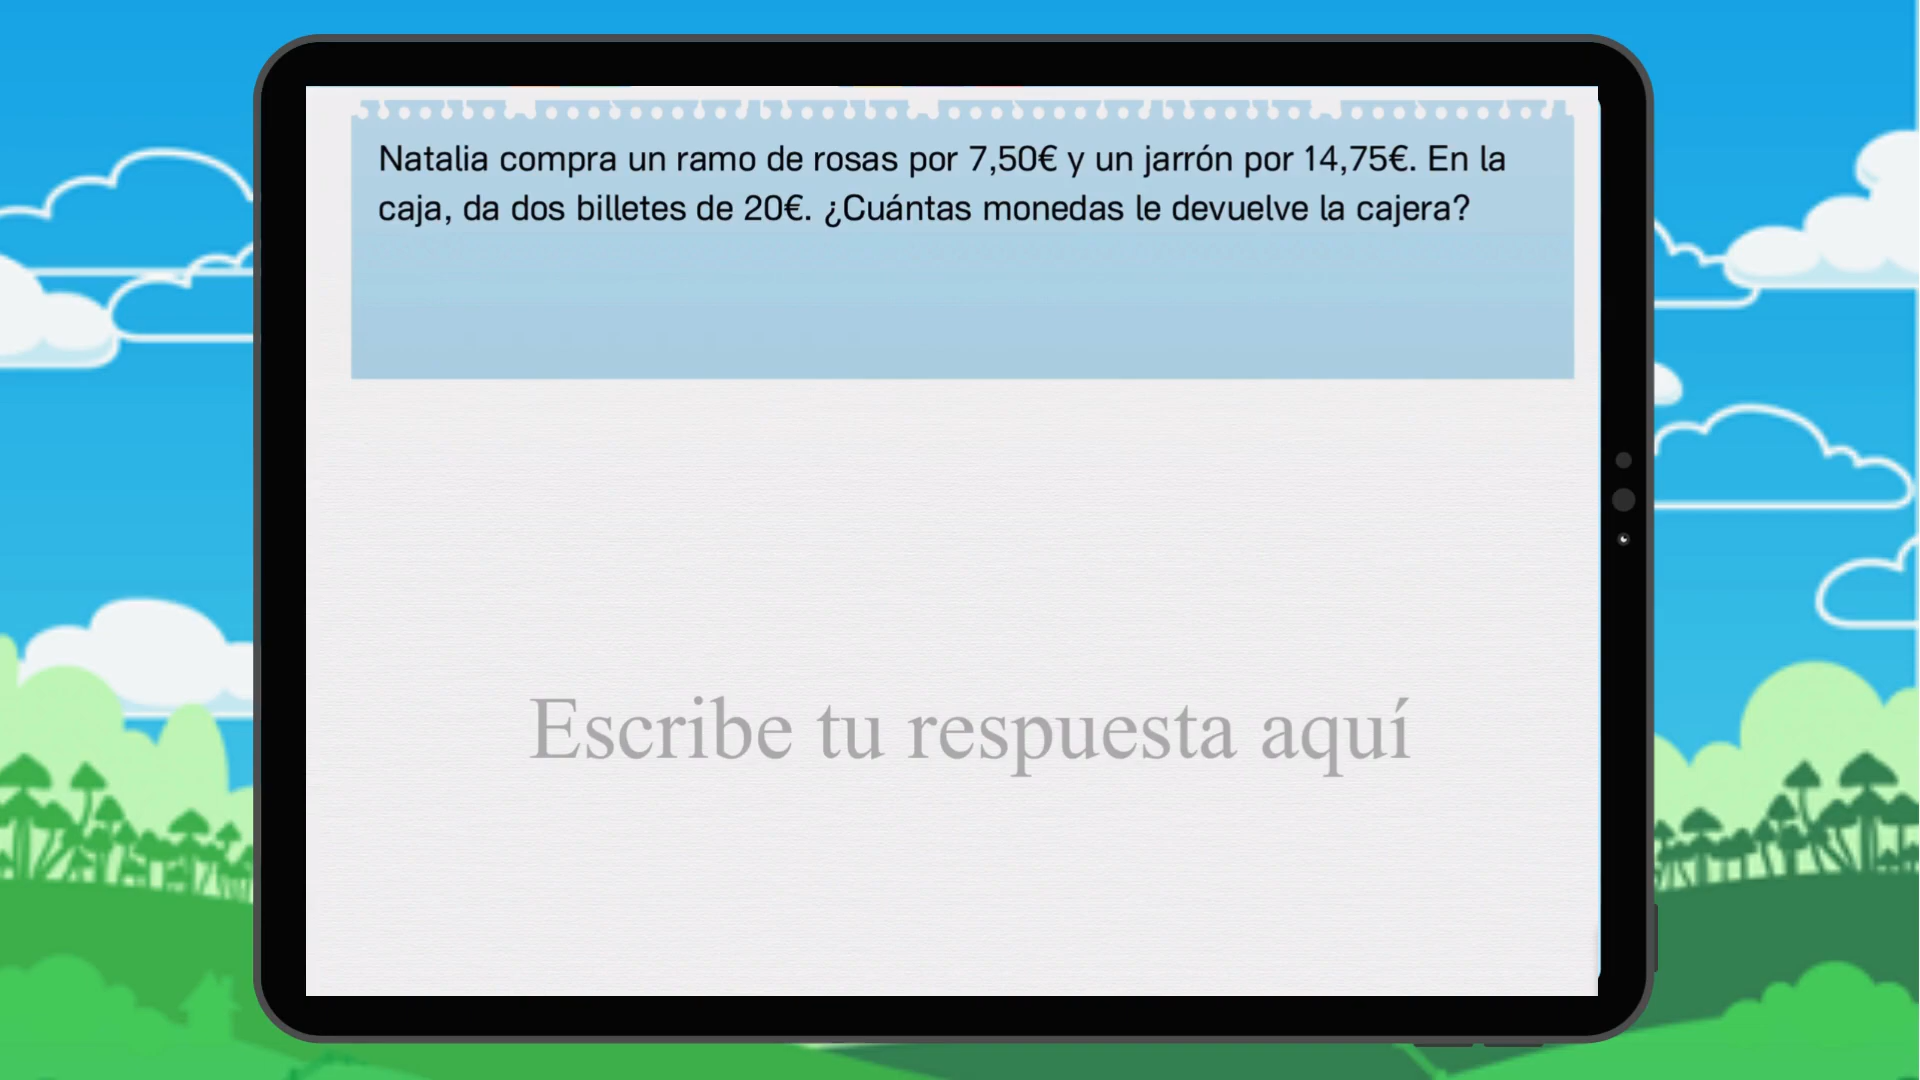 Natalia compra un ramo de rosas por 7,50€ y un jarrón por 14,75€. En la
caja, da dos billetes de 20€. ¿Cuántas monedas le devuelve la cajera?
Escribe tu respuesta aquí